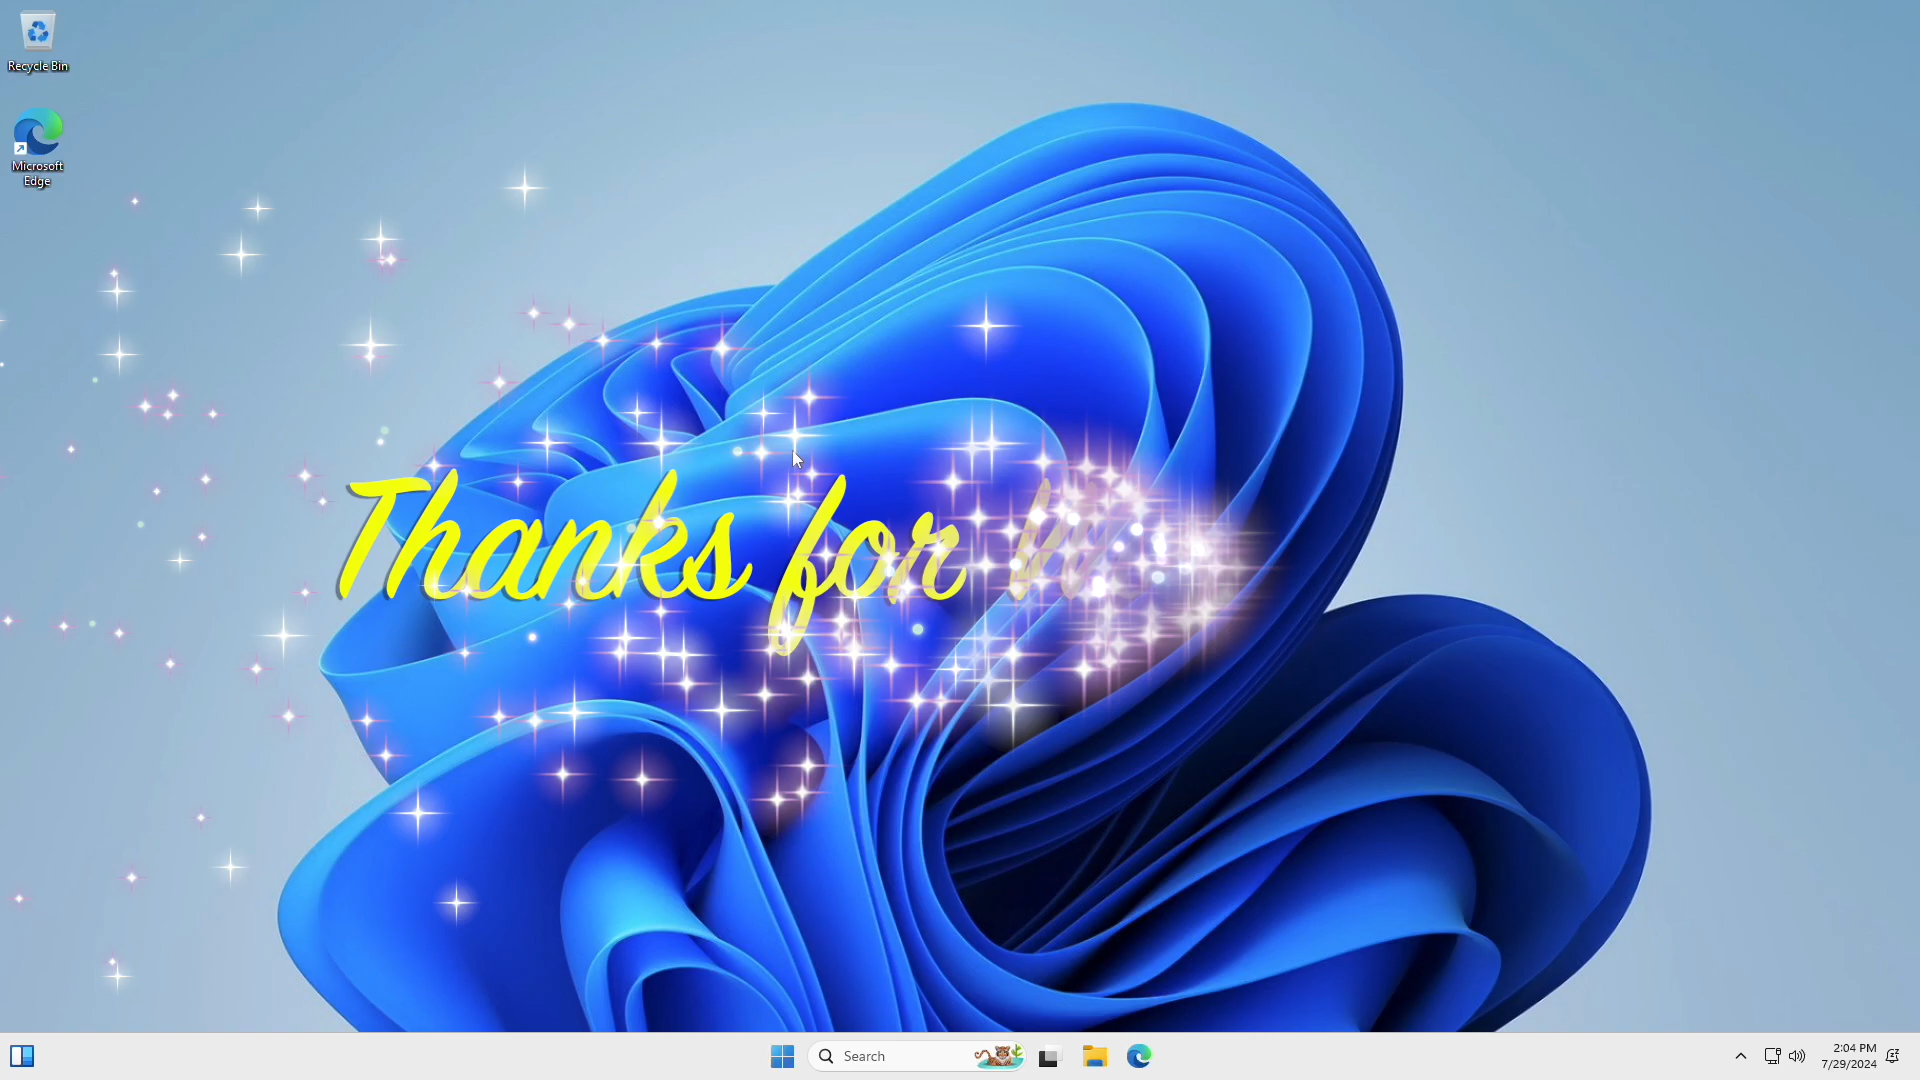 Recycle Bin
Microsoft
Edge
Thanks for
Search
2:04 PM
7/29/2024